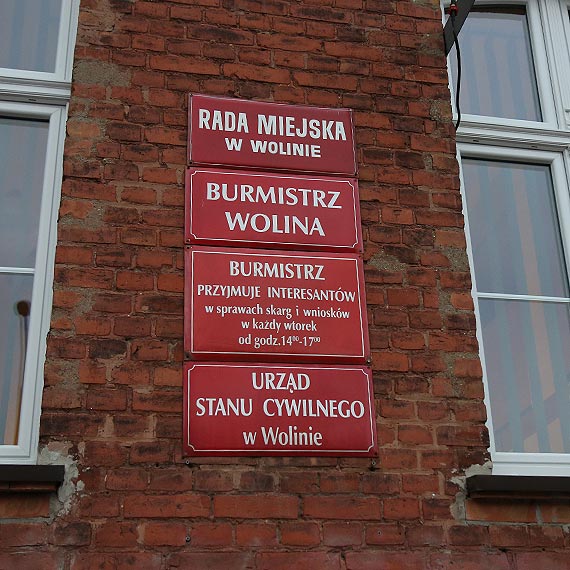 RADA MIEJSKA
W WOLINIE
BURMISTRZ
WOLINA
BURMISTRZ
PRZYJMUJE INTERESANTÓW
w sprawach skarg i wniosków
w każdy wtorek
od godz.14⁰⁰-17⁰⁰
URZĄD
STANU CYWILNEGO
w Wolinie